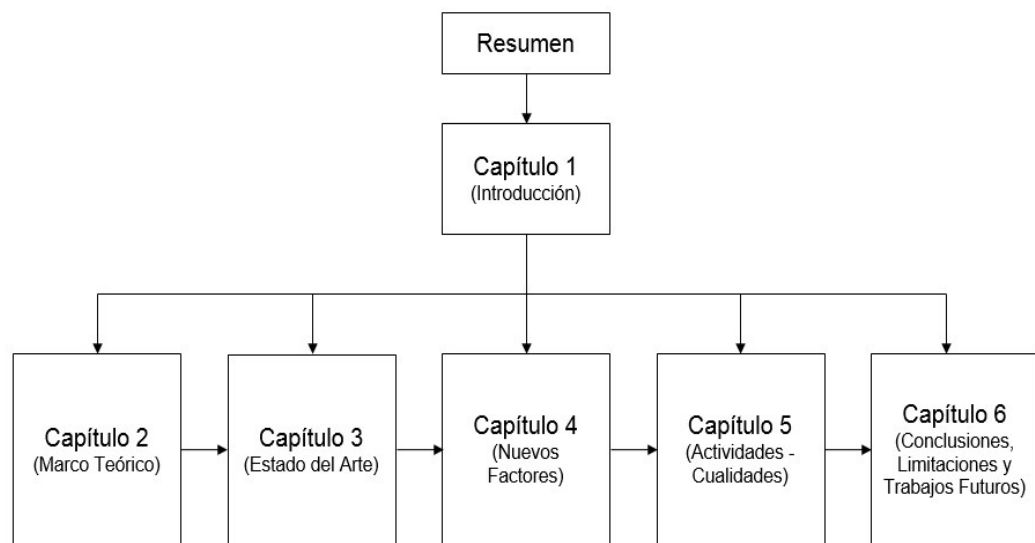 Resumen
Capítulo 1
(Introducción)
Capítulo 2
(Marco Teórico)
Capítulo 3
(Estado del Arte)
Capítulo 4
(Nuevos
Factores)
Capítulo 5
(Actividades -
Cualidades)
Capítulo 6
(Conclusiones,
Limitaciones y
Trabajos Futuros)